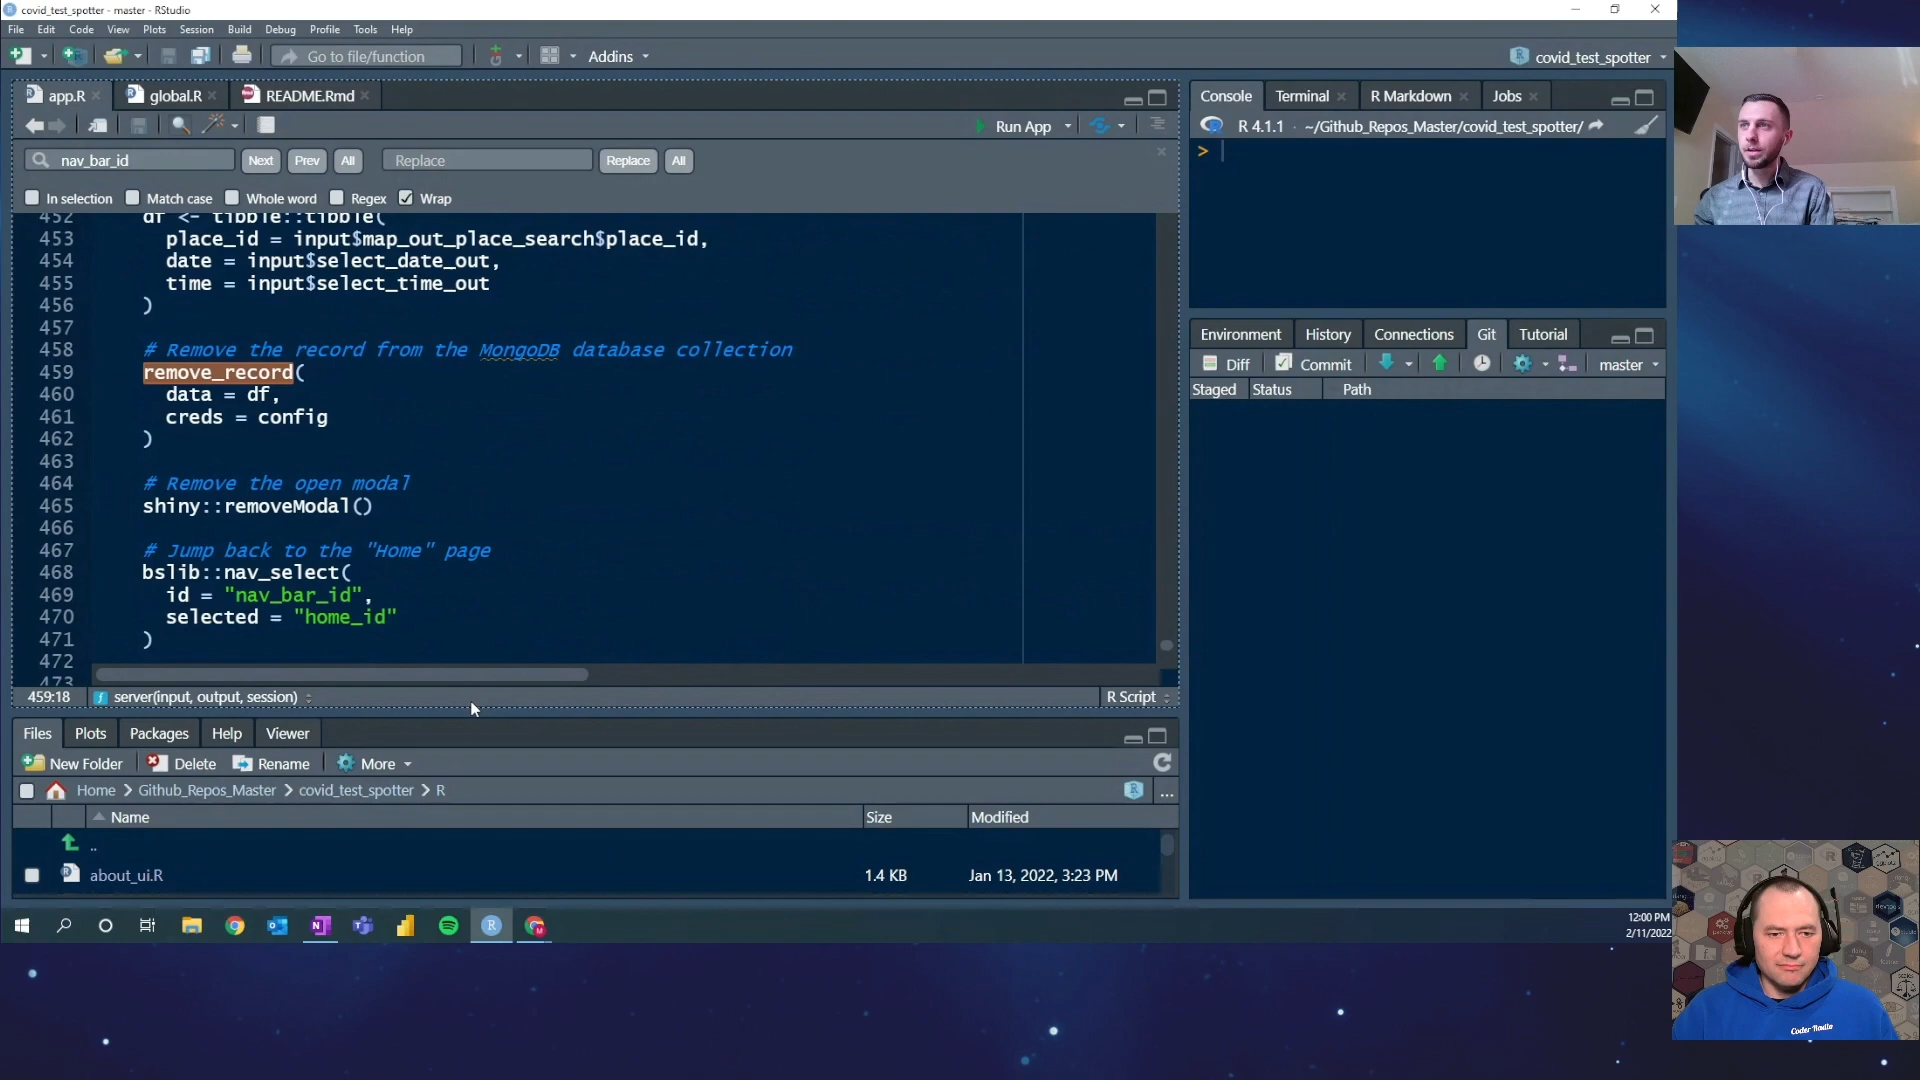 covid_test_spotter - master - RStudio
File Edit Code View Plots Session Build Debug Profile Tools Help
Go to file/function Addins covid_test_spotter
app.R global.R README.Rmd
Run App
nav_bar_id Next Prev All Replace Replace All
In selection Match case Whole word Regex Wrap
452 df <- tibble::tibble(
453 place_id = input$map_out_place_search$place_id,
454 date = input$select_date_out,
455 time = input$select_time_out
456 )
457
458 # Remove the record from the MongoDB database collection
459 remove_record(
460 data = df,
461 creds = config
462 )
463
464 # Remove the open modal
465 shiny::removeModal()
466
467 # Jump back to the "Home" page
468 bslib::nav_select(
469 id = "nav_bar_id",
470 selected = "home_id"
471 )
472
473
459:18 server(input, output, session) R Script
Files Plots Packages Help Viewer
New Folder Delete Rename More
Home Github_Repos_Master covid_test_spotter R ...
Name Size Modified
..
about_ui.R 1.4 KB Jan 13, 2022, 3:23 PM
Console Terminal R Markdown Jobs
R 4.1.1 · ~/Github_Repos_Master/covid_test_spotter/
>
Environment History Connections Git Tutorial
Diff Commit master
Staged Status Path
12:00 PM
2/11/2022
Coder Radio